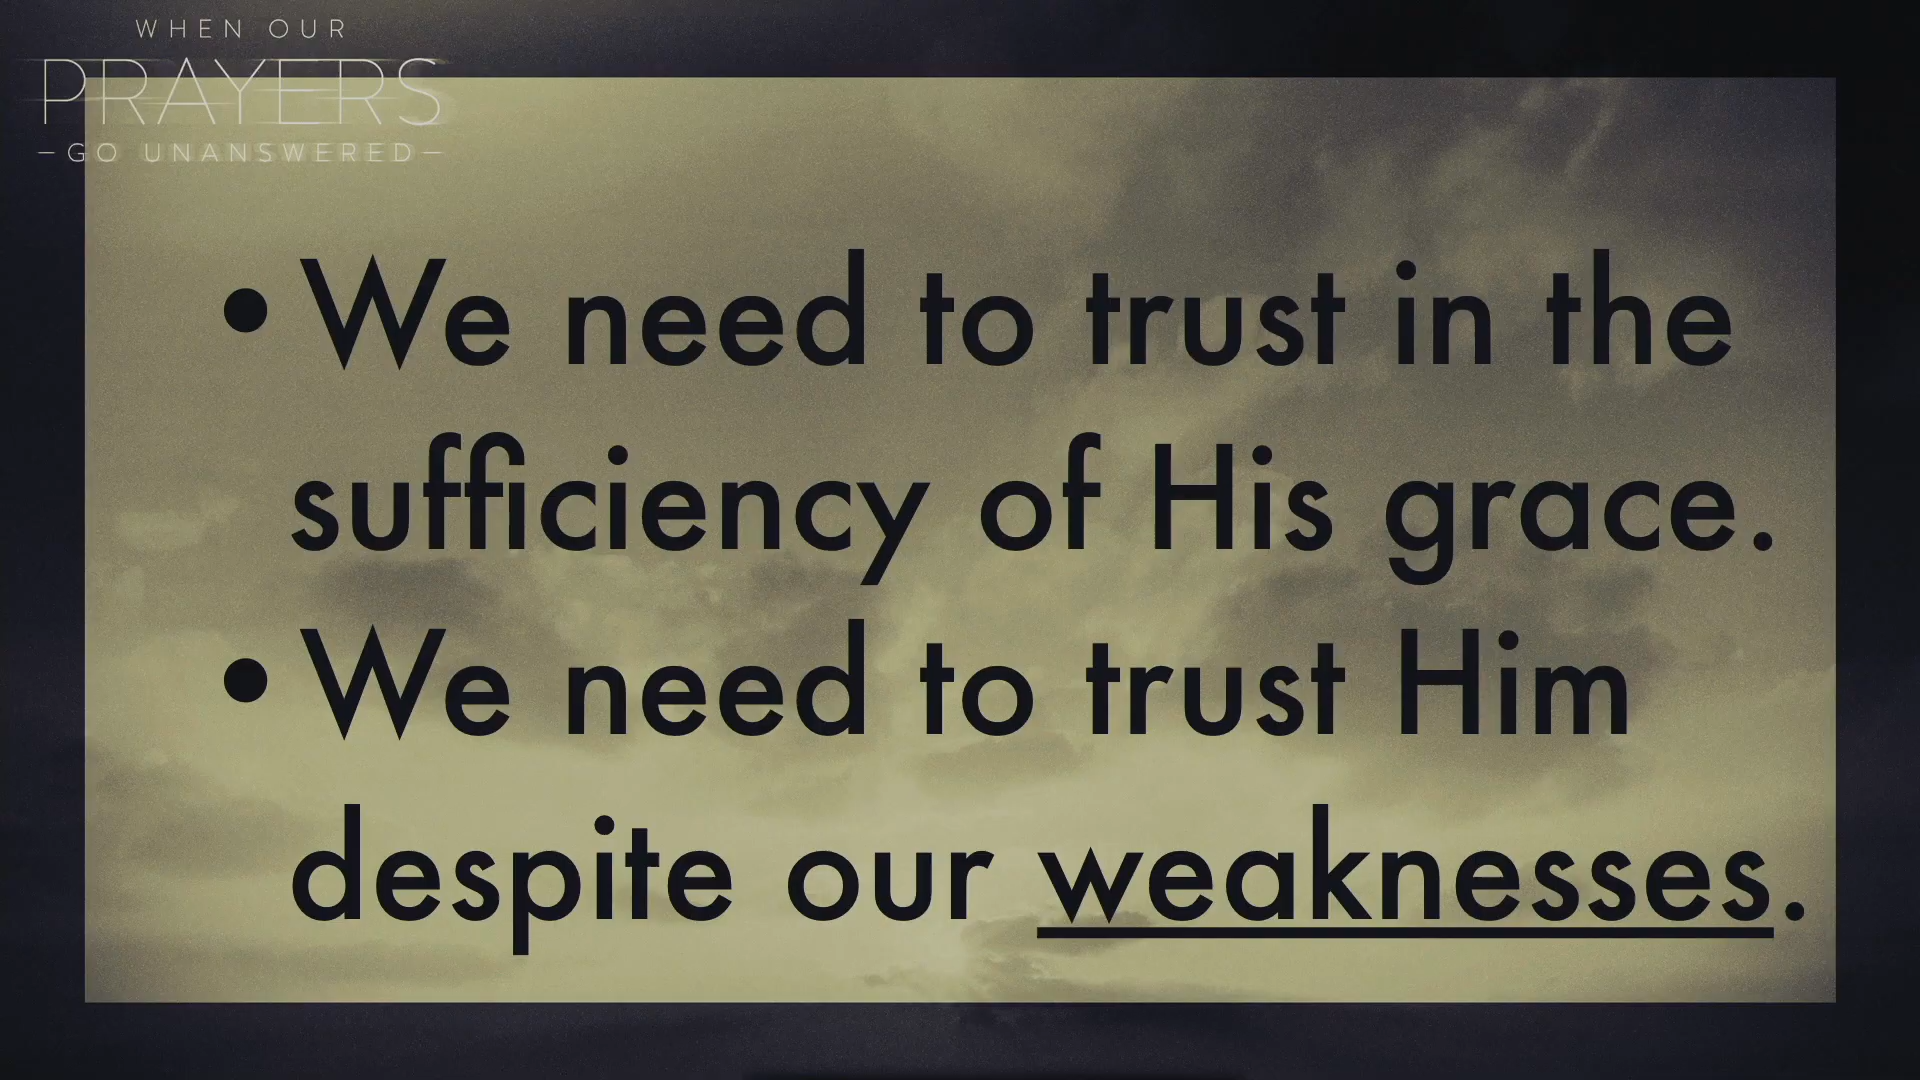 WHEN OUR
PRAYERS
– GO UNANSWERED –
• We need to trust in the
sufficiency of His grace.
• We need to trust Him
despite our weaknesses.